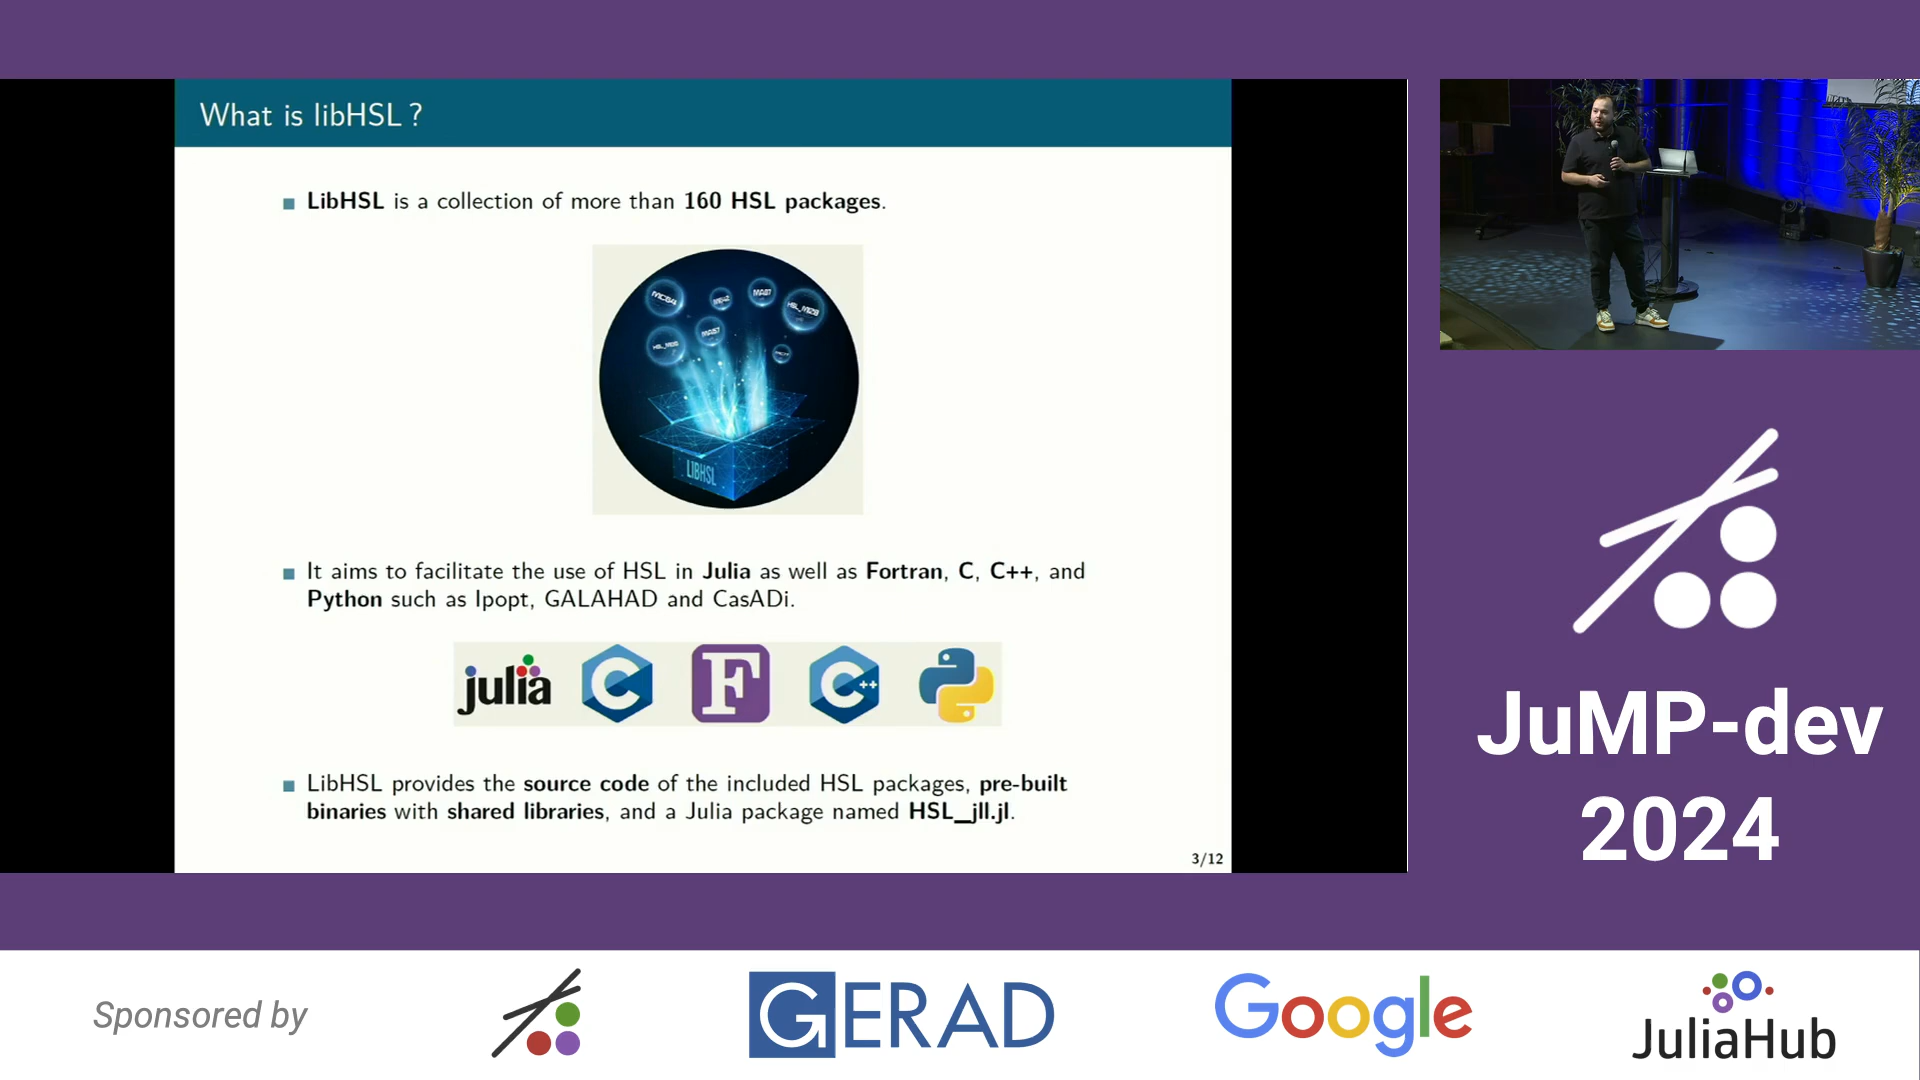 What is libHSL ?
LibHSL is a collection of more than 160 HSL packages.
MC64
MA57
LIBHSL
It aims to facilitate the use of HSL in Julia as well as Fortran, C, C++, and
Python such as Ipopt, GALAHAD and CasADi.
julia
C
F
C++
LibHSL provides the source code of the included HSL packages, pre-built
binaries with shared libraries, and a Julia package named HSL_jll.jl.
3/12
JuMP-dev
2024
Sponsored by
GERAD
Google
JuliaHub